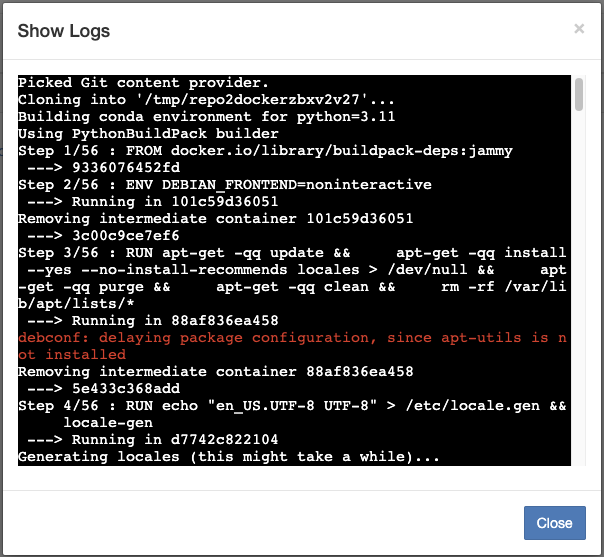 Show Logs
×
Picked Git content provider.
Cloning into '/tmp/repo2dockerzbxv2v27'...
Building conda environment for python=3.11
Using PythonBuildPack builder
Step 1/56 : FROM docker.io/library/buildpack-deps:jammy
 ---> 9336076452fd
Step 2/56 : ENV DEBIAN_FRONTEND=noninteractive
 ---> Running in 101c59d36051
Removing intermediate container 101c59d36051
 ---> 3c00c9ce7ef6
Step 3/56 : RUN apt-get -qq update &&     apt-get -qq install
 --yes --no-install-recommends locales > /dev/null &&     apt
-get -qq purge &&     apt-get -qq clean &&     rm -rf /var/li
b/apt/lists/*
 ---> Running in 88af836ea458
debconf: delaying package configuration, since apt-utils is n
ot installed
Removing intermediate container 88af836ea458
 ---> 5e433c368add
Step 4/56 : RUN echo "en_US.UTF-8 UTF-8" > /etc/locale.gen &&
     locale-gen
 ---> Running in d7742c822104
Generating locales (this might take a while)...
Close